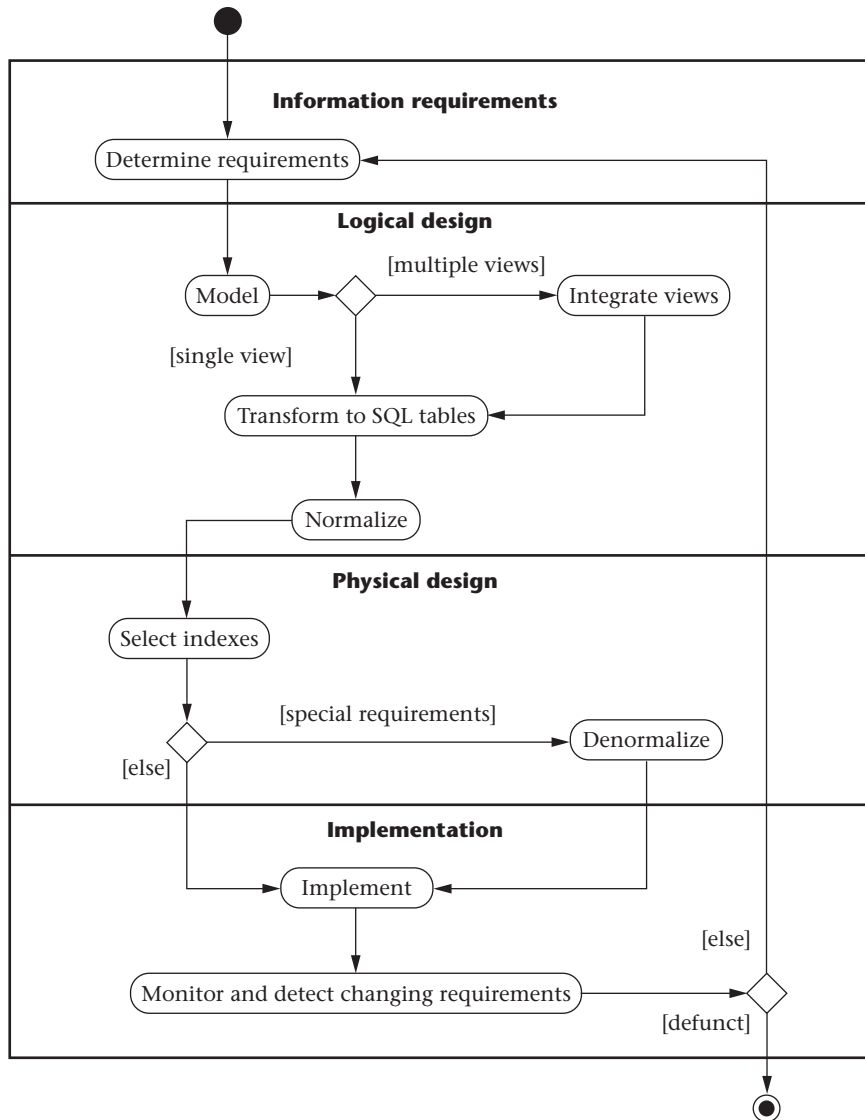 Information requirements
Determine requirements
Logical design
[multiple views]
Model
Integrate views
[single view]
Transform to SQL tables
Normalize
Physical design
Select indexes
[special requirements]
Denormalize
[else]
Implementation
Implement
[else]
Monitor and detect changing requirements
[defunct]